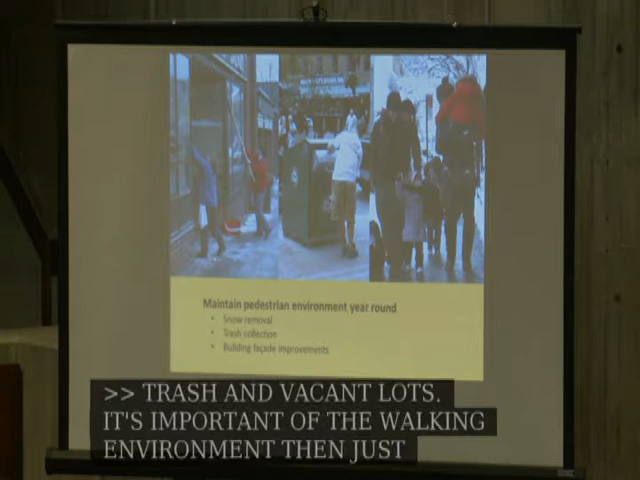 Maintain pedestrian environment year round
• Snow removal
• Trash collection
• Building façade improvements
>> TRASH AND VACANT LOTS.
IT'S IMPORTANT OF THE WALKING
ENVIRONMENT THEN JUST